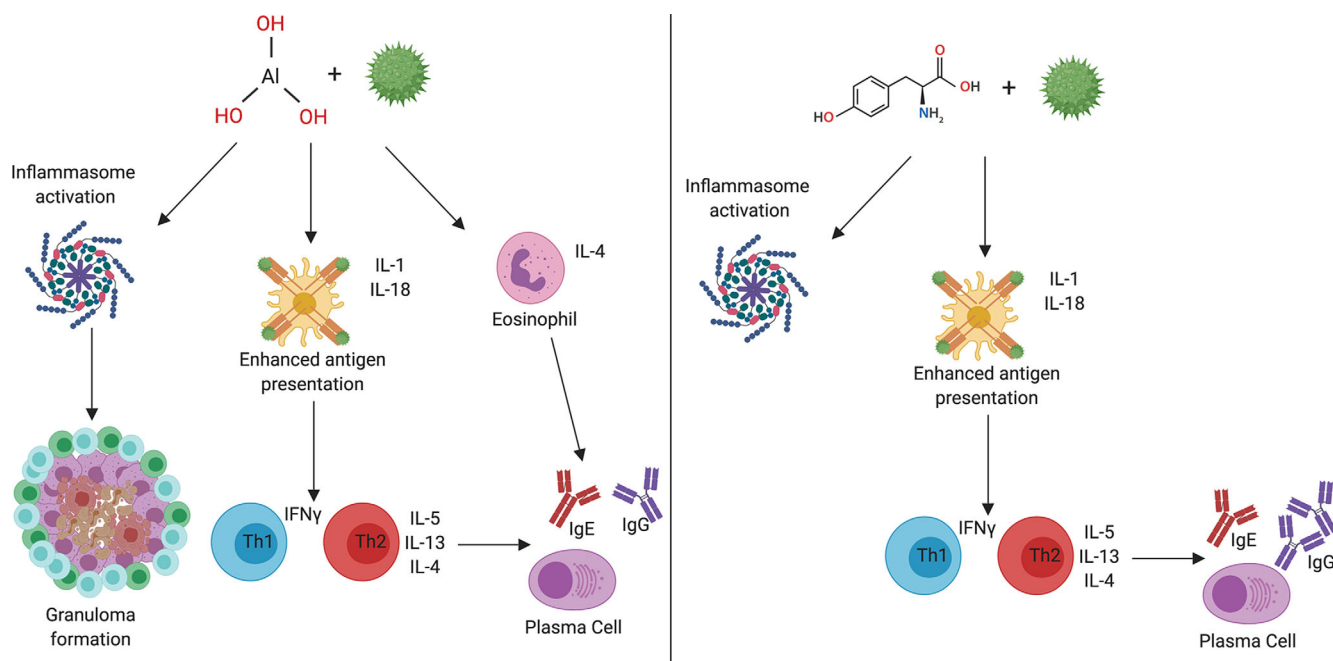 OH
Al
+
HO
OH
Inflammasome
activation
IL-1
IL-18
IL-4
Eosinophil
Enhanced antigen
presentation
IFNγ
Th1
Th2
IL-5
IL-13
IL-4
IgE
IgG
Granuloma
formation
Plasma Cell
O
OH
NH₂
HO
+
Inflammasome
activation
IL-1
IL-18
Enhanced antigen
presentation
IFNγ
Th1
Th2
IL-5
IL-13
IL-4
IgE
IgG
Plasma Cell